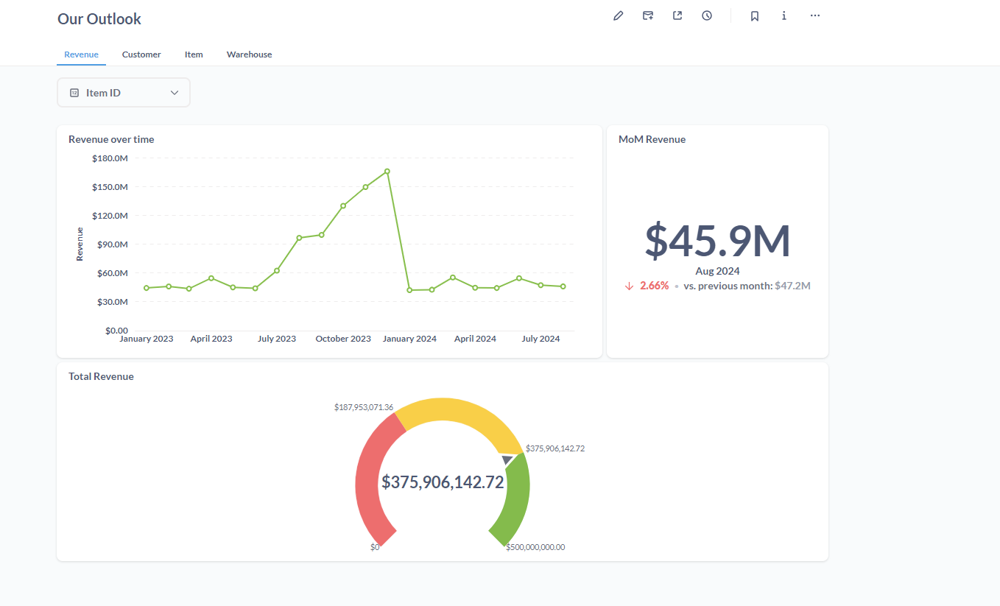 Our Outlook
Revenue Customer Item Warehouse
Item ID
Revenue over time
$180.0M
$150.0M
$120.0M
$90.0M
$60.0M
$30.0M
$0.00
Revenue
January 2023 April 2023 July 2023 October 2023 January 2024 April 2024 July 2024
MoM Revenue
$45.9M
Aug 2024
2.66% • vs. previous month: $47.2M
Total Revenue
$187,953,071.36
$375,906,142.72
$375,906,142.72
$0
$500,000,000.00